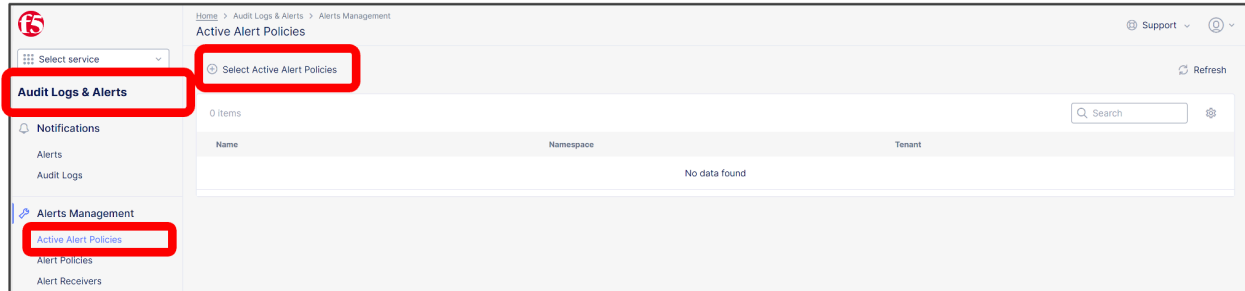 f5
Home > Audit Logs & Alerts > Alerts Management
Active Alert Policies
Support
Select service
Select Active Alert Policies
Refresh
Audit Logs & Alerts
0 items
Search
Notifications
Name Namespace Tenant
Alerts
No data found
Audit Logs
Alerts Management
Active Alert Policies
Alert Policies
Alert Receivers